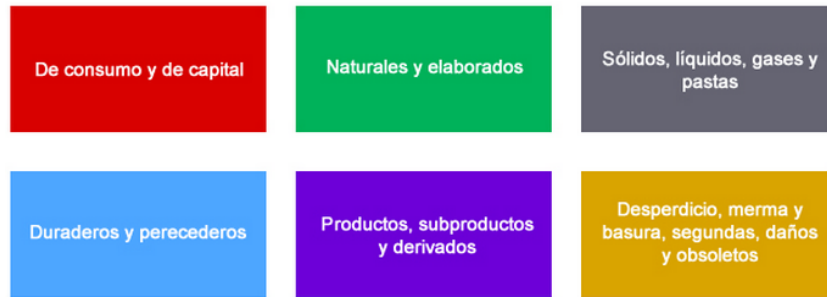 De consumo y de capital
Naturales y elaborados
Sólidos, líquidos, gases y
pastas
Duraderos y perecederos
Productos, subproductos
y derivados
Desperdicio, merma y
basura, segundas, daños
y obsoletos